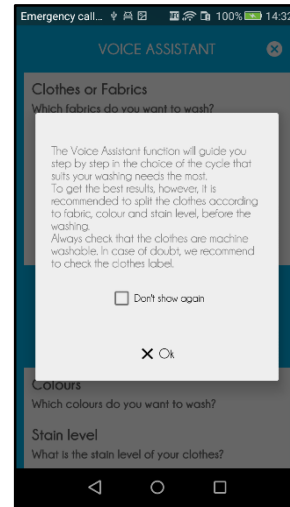 Emergency call... 100% 14:32
VOICE ASSISTANT
Clothes or Fabrics
Which fabrics do you want to wash?
The Voice Assistant function will guide you
step by step in the choice of the cycle that
suits your washing needs the most.
To get the best results, however, it is
recommended to split the clothes according
to fabric, colour and stain level, before the
washing.
Always check that the clothes are machine
washable. In case of doubt, we recommend
to check the clothes label.
Don't show again
Ok
Colours
Which colours do you want to wash?
Stain level
What is the stain level of your clothes?